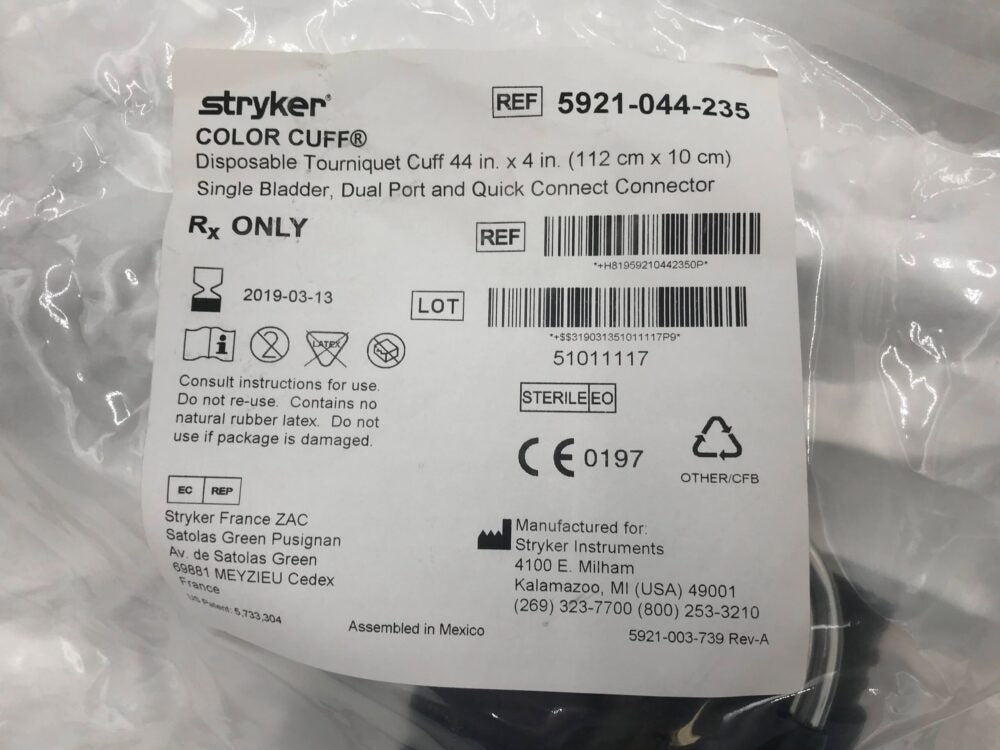 stryker®
REF 5921-044-235
COLOR CUFF®
Disposable Tourniquet Cuff 44 in. x 4 in. (112 cm x 10 cm)
Single Bladder, Dual Port and Quick Connect Connector
Rx ONLY
REF
*+H81959210442350P*
2019-03-13
LOT
*+$$319031351011117P9*
51011117
i
2
LATEX
Consult instructions for use.
Do not re-use. Contains no
natural rubber latex. Do not
use if package is damaged.
STERILE EO
CE 0197
OTHER/CFB
EC REP
Stryker France ZAC
Satolas Green Pusignan
Av. de Satolas Green
69881 MEYZIEU Cedex
France
US Patent: 5,733,304
Assembled in Mexico
Manufactured for:
Stryker Instruments
4100 E. Milham
Kalamazoo, MI (USA) 49001
(269) 323-7700 (800) 253-3210
5921-003-739 Rev-A